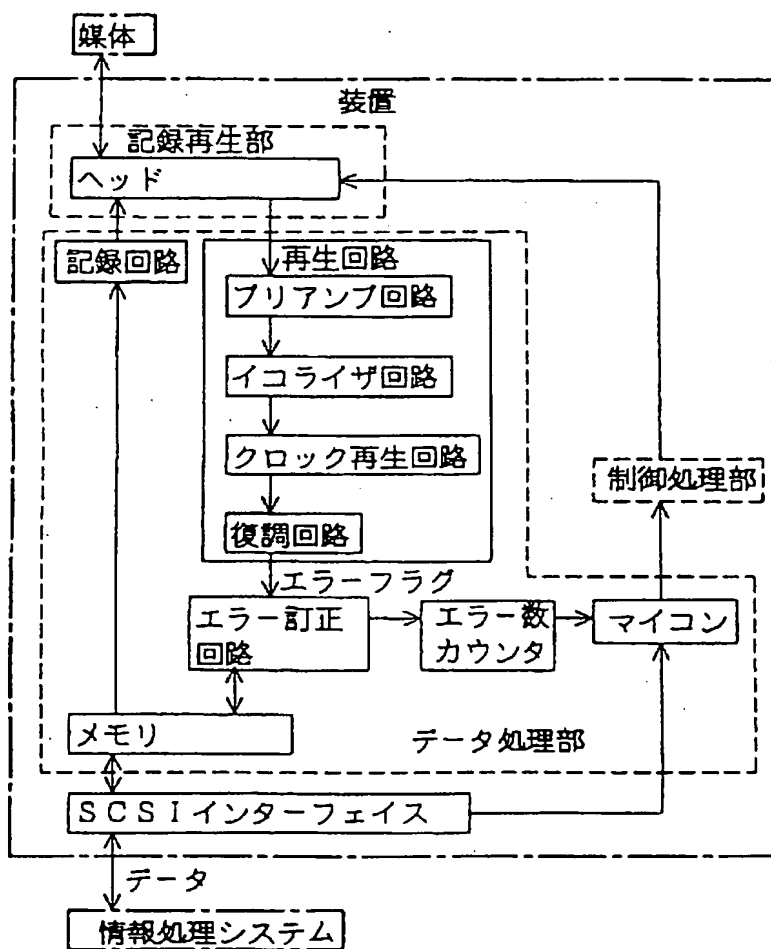 媒体
装置
記録再生部
ヘッド
記録回路
再生回路
プリアンプ回路
イコライザ回路
クロック再生回路
制御処理部
復調回路
エラーフラグ
エラー訂正
回路
エラー数
カウンタ
マイコン
メモリ
データ処理部
SCSIインターフェイス
データ
情報処理システム